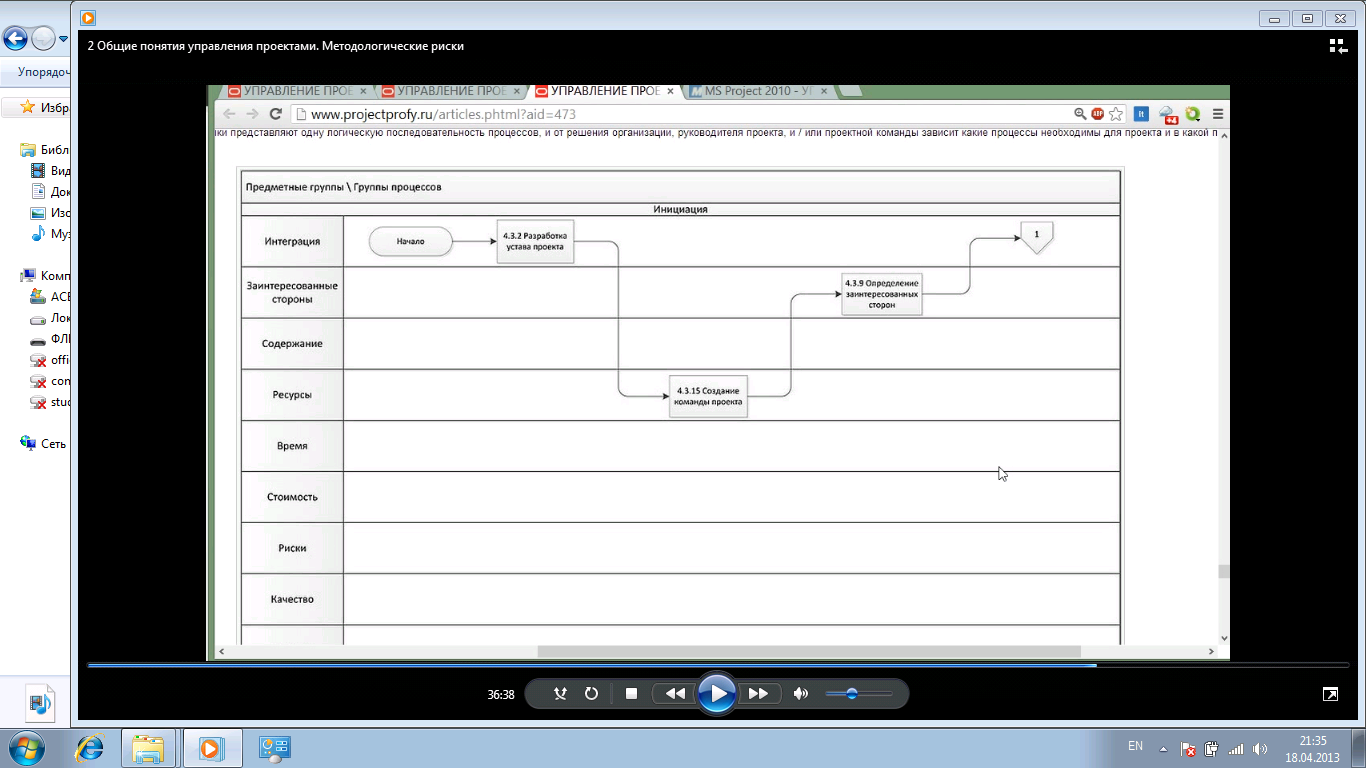 2 Общие понятия управления проектами. Методологические риски
Упорядоч
Избр
Библ
Вид
Док
Изо
Муз
Комп
ACE
Лок
ФЛ
offi
con
stuc
Сеть
УПРАВЛЕНИЕ ПРОЕ
УПРАВЛЕНИЕ ПРОЕ
УПРАВЛЕНИЕ ПРОЕ
MS Project 2010 - УП
www.projectprofy.ru/articles.phtml?aid=473
ки представляют одну логическую последовательность процессов, и от решения организации, руководителя проекта, и / или проектной команды зависит какие процессы необходимы для проекта и в какой п
Предметные группы \ Группы процессов
Инициация
Интеграция
Начало
4.3.2 Разработка
устава проекта
1
Заинтересованные
стороны
4.3.9 Определение
заинтересованных
сторон
Содержание
Ресурсы
4.3.15 Создание
команды проекта
Время
Стоимость
Риски
Качество
36:38
EN
21:35
18.04.2013